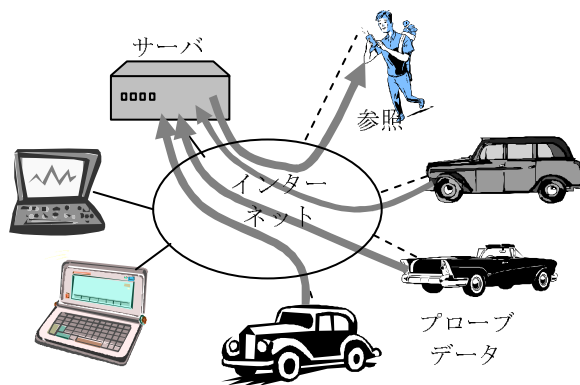 サーバ
参照
インター
ネット
プローブ
データ